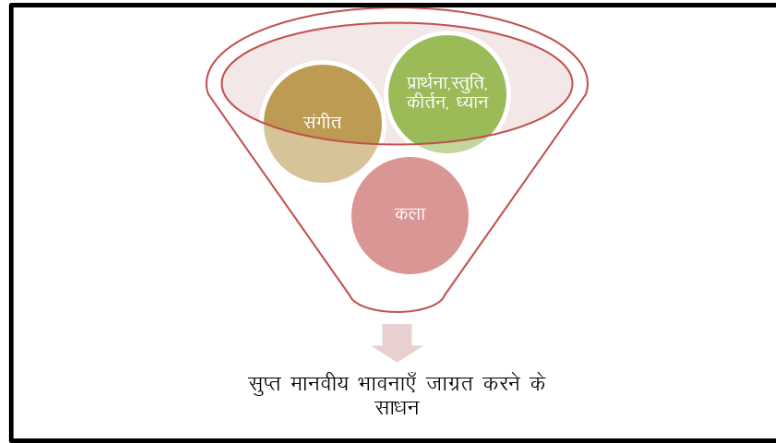 प्रार्थना,स्तुति,
कीर्तन, ध्यान
संगीत
कला
सुप्त मानवीय भावनाएँ जाग्रत करने के
साधन